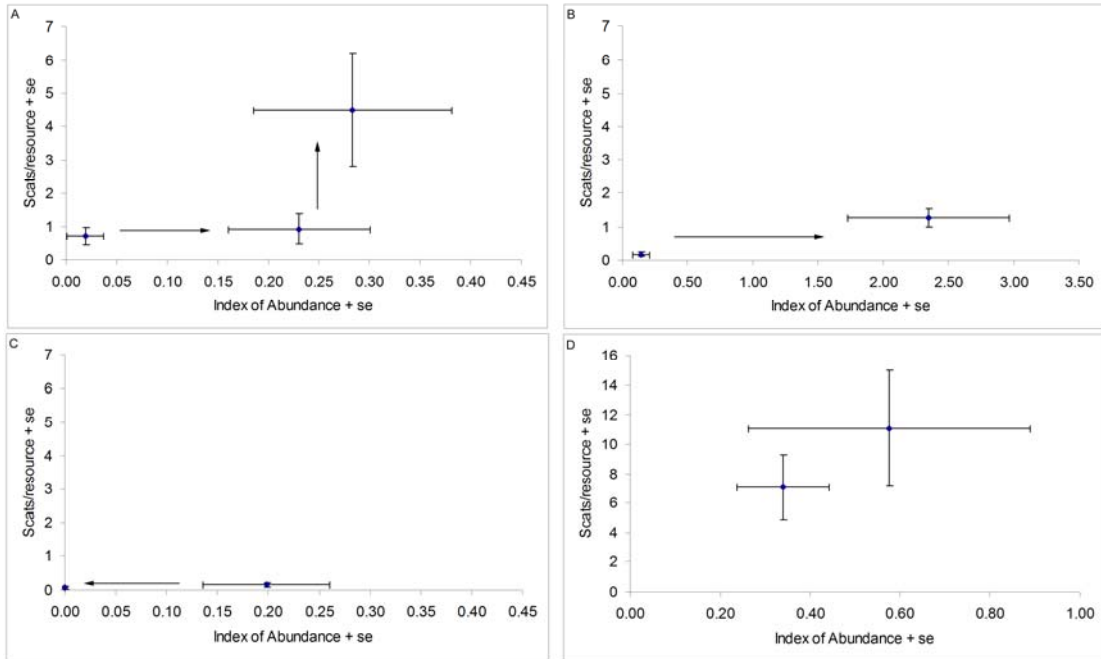 A
7
6
5
4
3
2
1
0
Scats/resource + se
0.00 0.05 0.10 0.15 0.20 0.25 0.30 0.35 0.40 0.45
Index of Abundance + se
B
7
6
5
4
3
2
1
0
Scats/resource + se
0.00 0.50 1.00 1.50 2.00 2.50 3.00 3.50
Index of Abundance + se
C
7
6
5
4
3
2
1
0
Scats/resource + se
0.00 0.05 0.10 0.15 0.20 0.25 0.30 0.35 0.40 0.45
Index of Abundance + se
D
16
14
12
10
8
6
4
2
0
Scats/resource + se
0.00 0.20 0.40 0.60 0.80 1.00
Index of Abundance + se